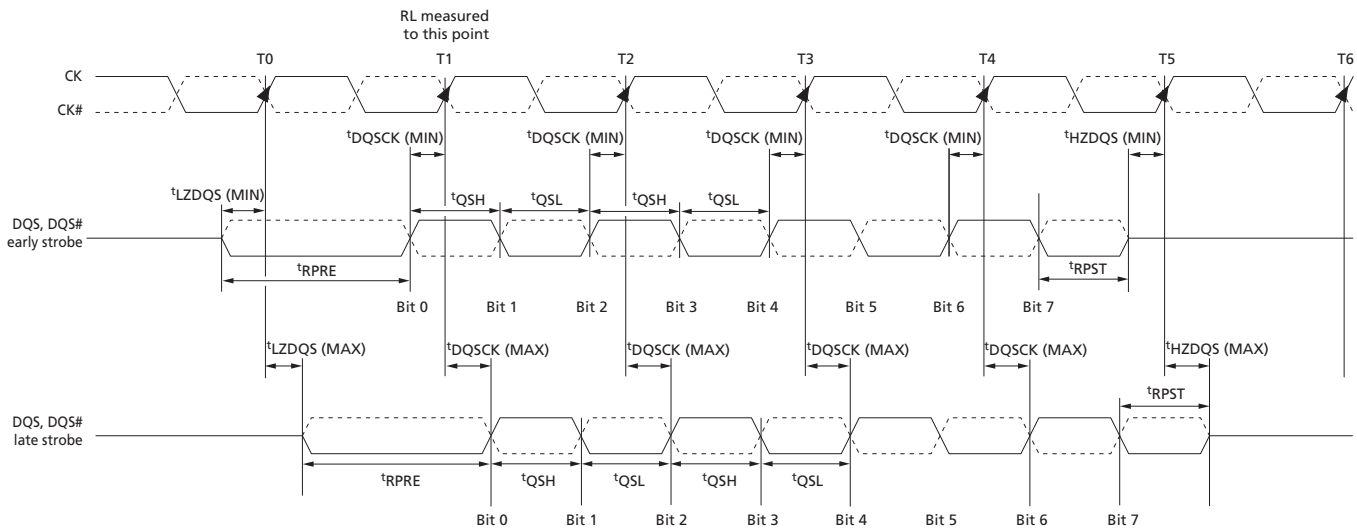 RL measured
to this point
T0 T1 T2 T3 T4 T5 T6
CK
CK#
tDQSCK (MIN) tDQSCK (MIN) tDQSCK (MIN) tDQSCK (MIN) tHZDQS (MIN)
tLZDQS (MIN)
tQSH tQSL tQSH tQSL
DQS, DQS#
early strobe
tRPRE tRPST
Bit 0 Bit 1 Bit 2 Bit 3 Bit 4 Bit 5 Bit 6 Bit 7
tLZDQS (MAX) tDQSCK (MAX) tDQSCK (MAX) tDQSCK (MAX) tDQSCK (MAX) tHZDQS (MAX)
tRPST
DQS, DQS#
late strobe
tRPRE tQSH tQSL tQSH tQSL
Bit 0 Bit 1 Bit 2 Bit 3 Bit 4 Bit 5 Bit 6 Bit 7